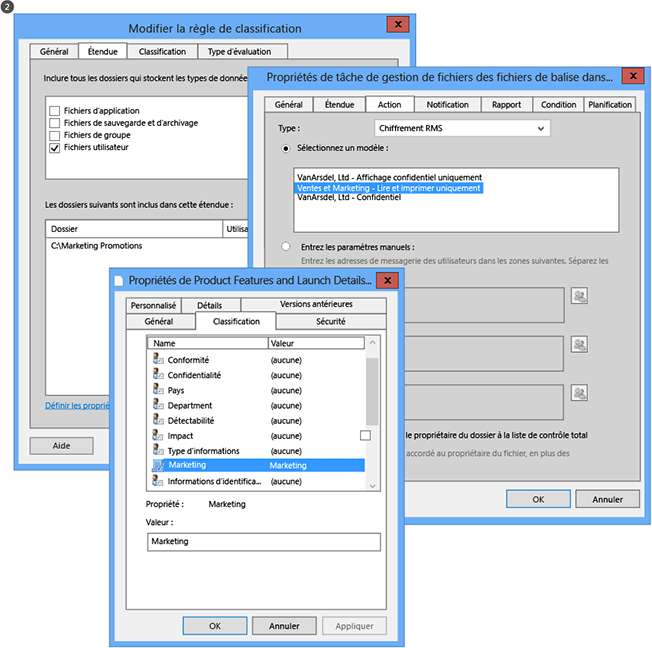 2
Modifier la règle de classification
Général
Étendue
Classification
Type d'évaluation
Inclure tous les dossiers qui stockent les types de donnée
Fichiers d'application
Fichiers de sauvegarde et d'archivage
Fichiers de groupe
Fichiers utilisateur
Les dossiers suivants sont inclus dans cette étendue :
Dossier
Utilisa
C:\Marketing Promotions
Définir les proprié
Aide
Propriétés de tâche de gestion de fichiers des fichiers de balise dans...
Général
Étendue
Action
Notification
Rapport
Condition
Planification
Type :
Chiffrement RMS
Sélectionnez un modèle :
VanArsdel, Ltd - Affichage confidentiel uniquement
Ventes et Marketing - Lire et imprimer uniquement
VanArsdel, Ltd - Confidentiel
Entrez les paramètres manuels :
Entrez les adresses de messagerie des utilisateurs dans les zones suivantes. Séparez les
le propriétaire du dossier à la liste de contrôle total
accordé au propriétaire du fichier, en plus des
OK
Annuler
Propriétés de Product Features and Launch Details...
Personnalisé
Détails
Versions antérieures
Général
Classification
Sécurité
Name
Valeur
Conformité
(aucune)
Confidentialité
(aucune)
Pays
(aucune)
Department
(aucune)
Détectabilité
(aucune)
Impact
(aucune)
Type d'informations
(aucune)
Marketing
Marketing
Informations d'identifica...
(aucune)
Propriété :
Marketing
Valeur :
Marketing
OK
Annuler
Appliquer